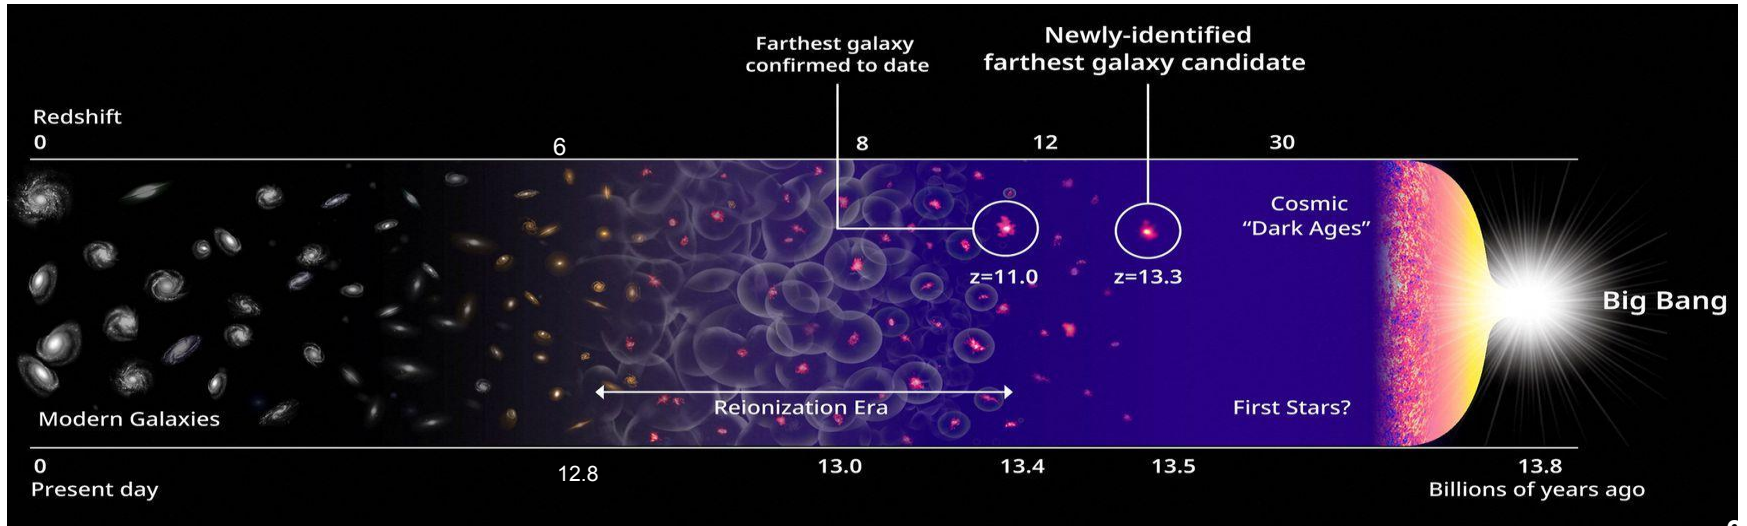 Farthest galaxy
confirmed to date
Newly-identified
farthest galaxy candidate
Redshift
0
6
8
12
30
Cosmic
“Dark Ages”
z=11.0
z=13.3
Big Bang
Reionization Era
First Stars?
Modern Galaxies
0
12.8
13.0
13.4
13.5
13.8
Present day
Billions of years ago